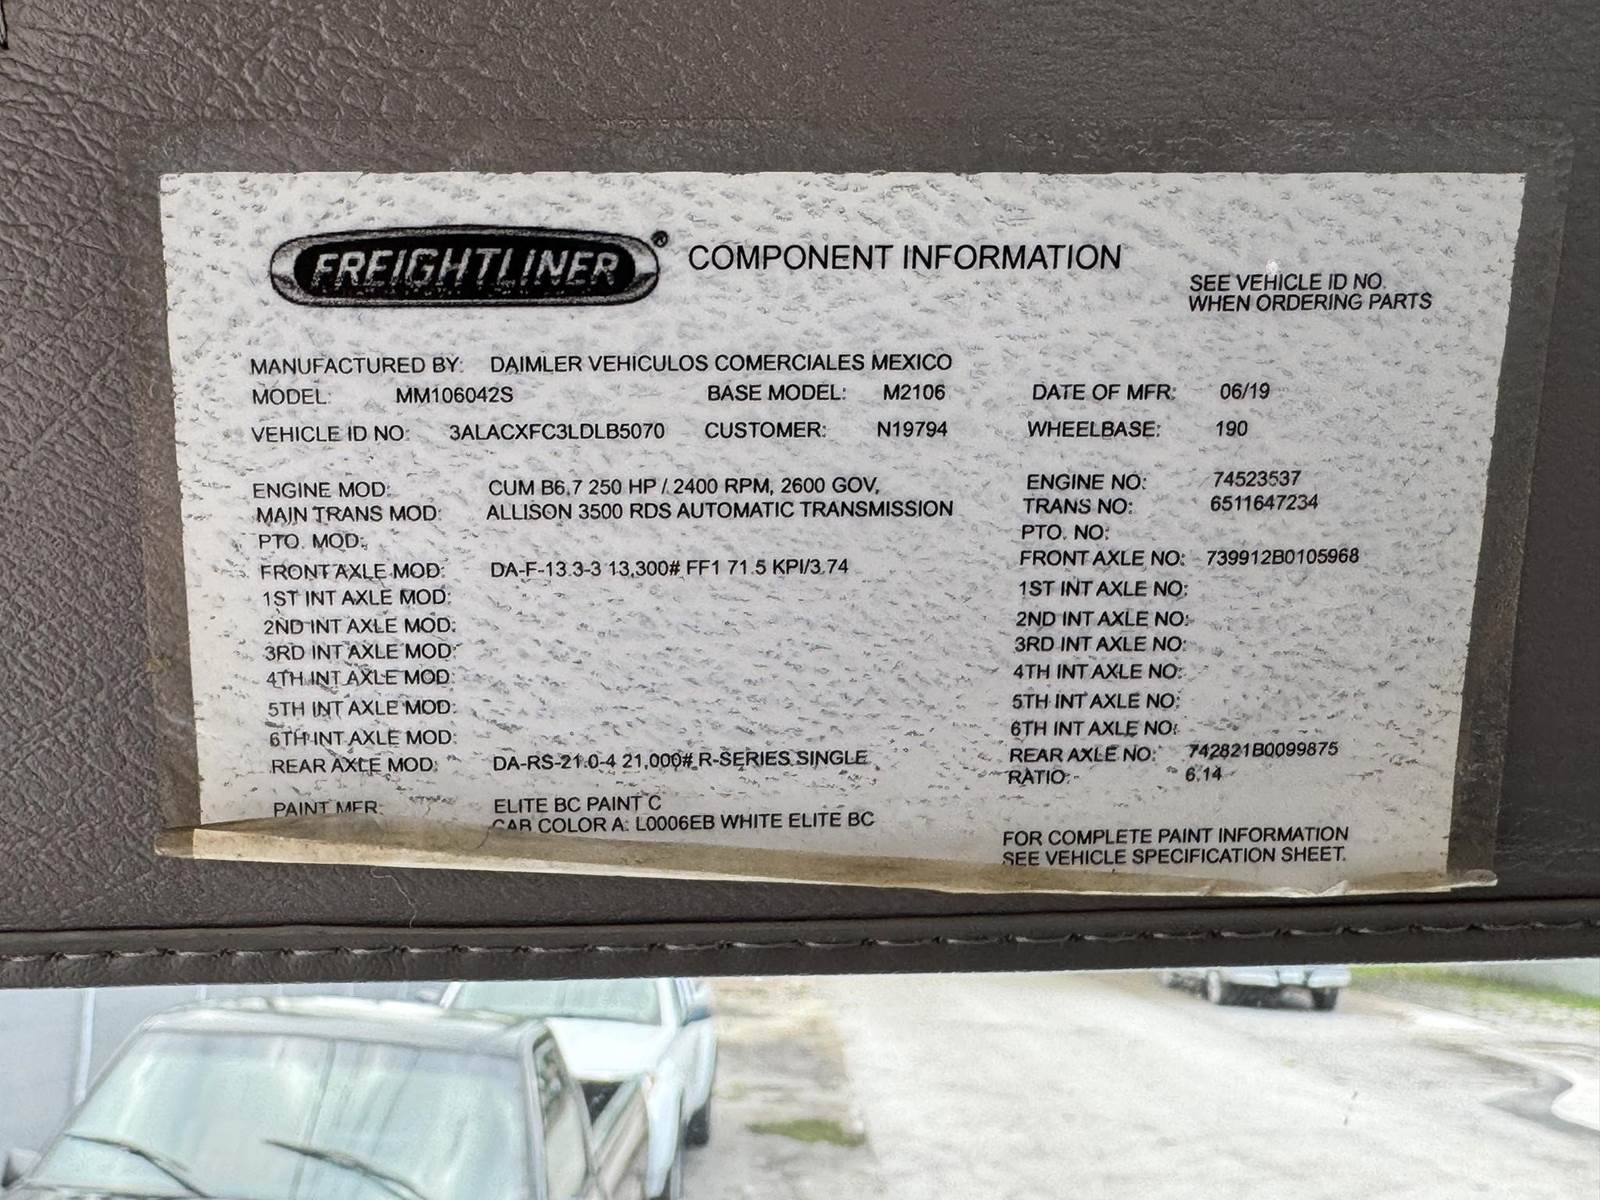 FREIGHTLINER® COMPONENT INFORMATION
SEE VEHICLE ID NO.
WHEN ORDERING PARTS
MANUFACTURED BY: DAIMLER VEHICULOS COMERCIALES MEXICO
MODEL: MM106042S BASE MODEL: M2106 DATE OF MFR: 06/19
VEHICLE ID NO: 3ALACXFC3LDLB5070 CUSTOMER: N19794 WHEELBASE: 190
ENGINE MOD: CUM B6.7 250 HP / 2400 RPM, 2600 GOV, ENGINE NO: 74523537
MAIN TRANS MOD: ALLISON 3500 RDS AUTOMATIC TRANSMISSION TRANS NO: 6511647234
PTO. MOD: PTO. NO:
FRONT AXLE MOD: DA-F-13.3-3 13,300# FF1 71.5 KPI/3.74 FRONT AXLE NO: 739912B0105968
1ST INT AXLE MOD: 1ST INT AXLE NO:
2ND INT AXLE MOD: 2ND INT AXLE NO:
3RD INT AXLE MOD: 3RD INT AXLE NO:
4TH INT AXLE MOD: 4TH INT AXLE NO:
5TH INT AXLE MOD: 5TH INT AXLE NO:
6TH INT AXLE MOD: 6TH INT AXLE NO:
REAR AXLE MOD: DA-RS-21.0-4 21,000# R-SERIES SINGLE REAR AXLE NO: 742821B0099875
RATIO: 6.14
PAINT MFR: ELITE BC PAINT C
CAB COLOR A: L0006EB WHITE ELITE BC
FOR COMPLETE PAINT INFORMATION
SEE VEHICLE SPECIFICATION SHEET.